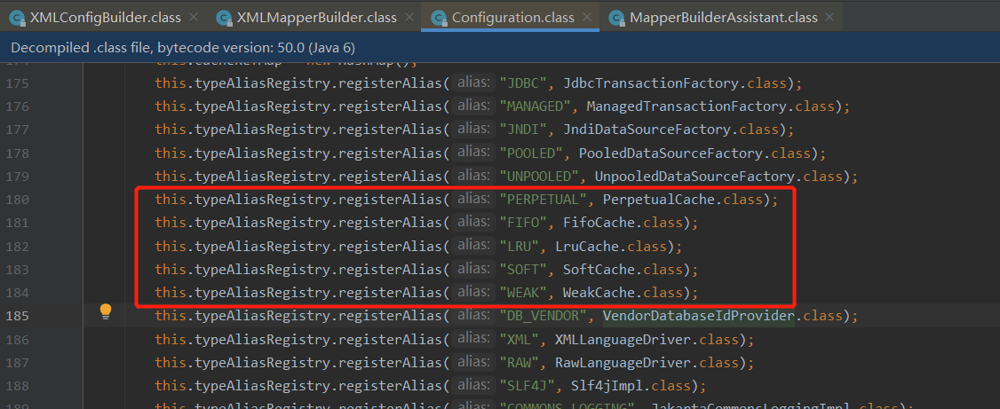 XMLConfigBuilder.class × XMLMapperBuilder.class × Configuration.class × MapperBuilderAssistant.class ×
Decompiled .class file, bytecode version: 50.0 (Java 6)
174 this.cacheRefMap = new HashMap();
175 this.typeAliasRegistry.registerAlias( alias: "JDBC", JdbcTransactionFactory.class);
176 this.typeAliasRegistry.registerAlias( alias: "MANAGED", ManagedTransactionFactory.class);
177 this.typeAliasRegistry.registerAlias( alias: "JNDI", JndiDataSourceFactory.class);
178 this.typeAliasRegistry.registerAlias( alias: "POOLED", PooledDataSourceFactory.class);
179 this.typeAliasRegistry.registerAlias( alias: "UNPOOLED", UnpooledDataSourceFactory.class);
180 this.typeAliasRegistry.registerAlias( alias: "PERPETUAL", PerpetualCache.class);
181 this.typeAliasRegistry.registerAlias( alias: "FIFO", FifoCache.class);
182 this.typeAliasRegistry.registerAlias( alias: "LRU", LruCache.class);
183 this.typeAliasRegistry.registerAlias( alias: "SOFT", SoftCache.class);
184 this.typeAliasRegistry.registerAlias( alias: "WEAK", WeakCache.class);
185 this.typeAliasRegistry.registerAlias( alias: "DB_VENDOR", VendorDatabaseIdProvider.class);
186 this.typeAliasRegistry.registerAlias( alias: "XML", XMLLanguageDriver.class);
187 this.typeAliasRegistry.registerAlias( alias: "RAW", RawLanguageDriver.class);
188 this.typeAliasRegistry.registerAlias( alias: "SLF4J", Slf4jImpl.class);
189 this.typeAliasRegistry.registerAlias( alias: "COMMONS_LOGGING", JakartaCommonsLoggingImpl.class);